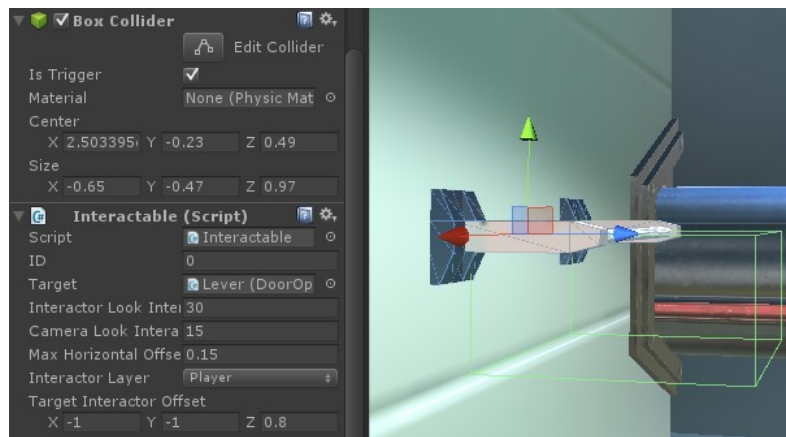 Box Collider
Edit Collider
Is Trigger
Material None (Physic Mat
Center
X 2.503395 Y -0.23 Z 0.49
Size
X -0.65 Y -0.47 Z 0.97
Interactable (Script)
Script Interactable
ID 0
Target Lever (DoorOp
Interactor Look Inter 30
Camera Look Intera 15
Max Horizontal Offse 0.15
Interactor Layer Player
Target Interactor Offset
X -1 Y -1 Z 0.8